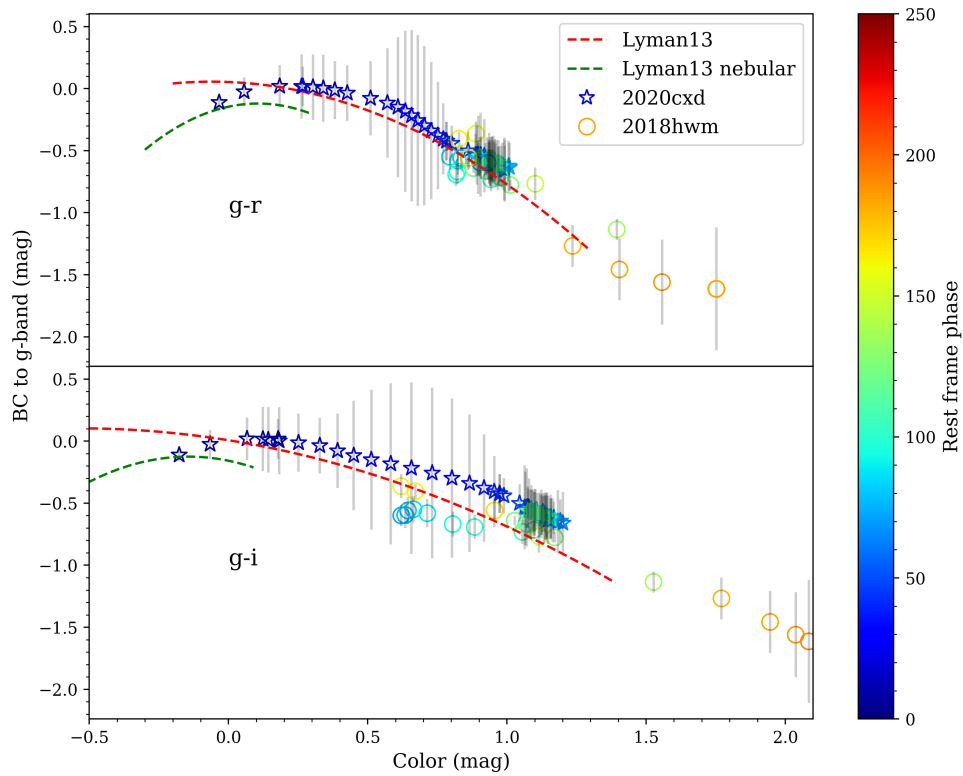 0.5
0.0
−0.5
−1.0
−1.5
−2.0
BC to g-band (mag)
g-r
Lyman13
Lyman13 nebular
2020cxd
2018hwm
0.5
0.0
−0.5
−1.0
−1.5
−2.0
g-i
−0.5
0.0
0.5
1.0
1.5
2.0
Color (mag)
250
200
150
100
50
0
Rest frame phase